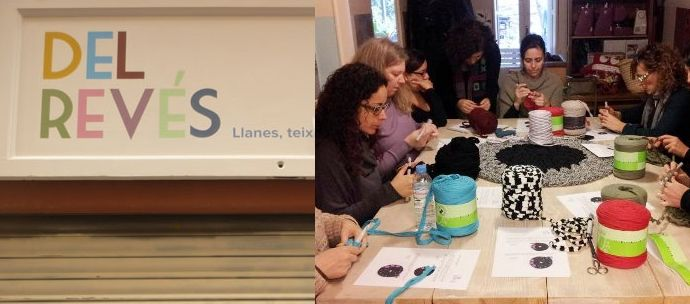 DEL
REVÉS
Llanes, teix